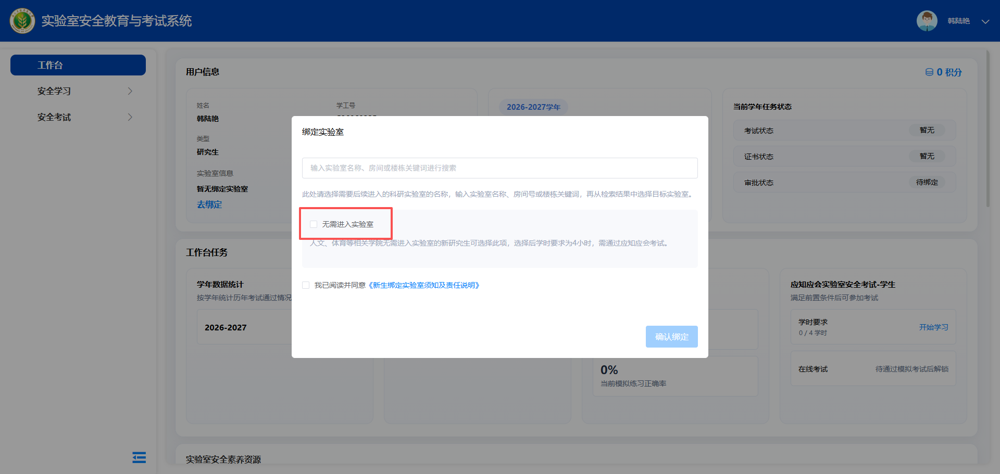 实验室安全教育与考试系统
韩陆艳
工作台
安全学习
安全考试
用户信息
0 积分
姓名
韩陆艳
学工号
类型
研究生
实验室信息
暂无绑定实验室
去绑定
2026-2027学年
当前学年任务状态
考试状态
暂无
证书状态
暂无
审批状态
待绑定
绑定实验室
输入实验室名称、房间或楼栋关键词进行搜索
此处请选择需要后续进入的科研实验室的名称，输入实验室名称、房间号或楼栋关键词，再从检索结果中选择目标实验室。
无需进入实验室
人文、体育等相关学院无需进入实验室的新研究生可选择此项，选择后学时要求为4小时，需通过应知应会考试。
我已阅读并同意《新生绑定实验室须知及责任说明》
确认绑定
工作台任务
学年数据统计
按学年统计历年考试通过情况
2026-2027
0%
当前模拟练习正确率
应知应会实验室安全考试-学生
满足前置条件后可参加考试
学时要求
0 / 4 学时
开始学习
在线考试
待通过模拟考试后解锁
实验室安全素养资源